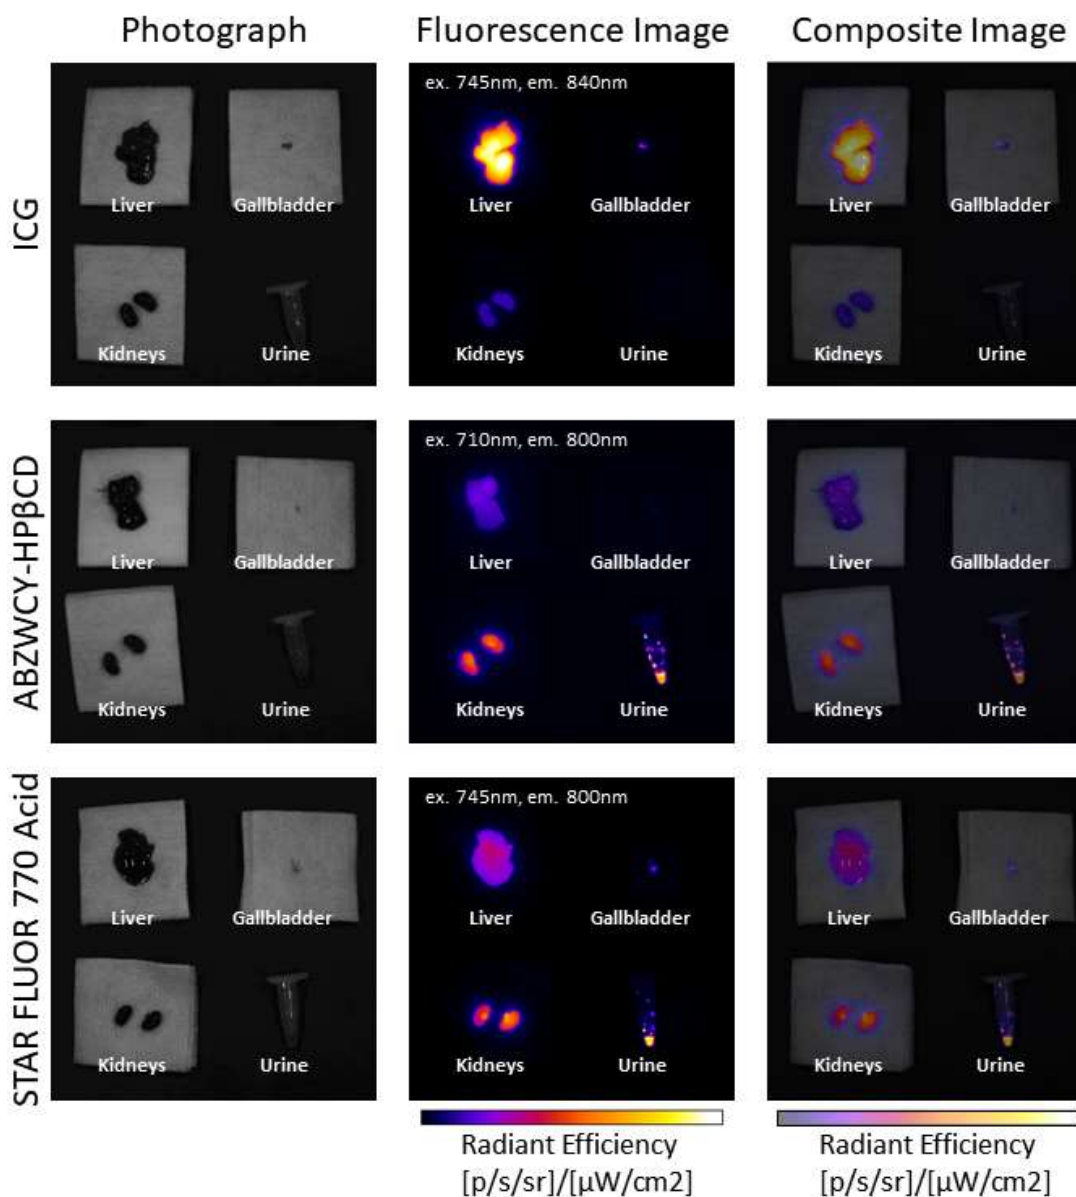 Photograph Fluorescence Image Composite Image
ICG
ex. 745nm, em. 840nm
Liver Gallbladder Liver Gallbladder Liver Gallbladder
Kidneys Urine Kidneys Urine Kidneys Urine
ABZWCY-HPβCD
ex. 710nm, em. 800nm
Liver Gallbladder Liver Gallbladder Liver Gallbladder
Kidneys Urine Kidneys Urine Kidneys Urine
STAR FLUOR 770 Acid
ex. 745nm, em. 800nm
Liver Gallbladder Liver Gallbladder Liver Gallbladder
Kidneys Urine Kidneys Urine Kidneys Urine
Radiant Efficiency Radiant Efficiency
[p/s/sr]/[μW/cm2] [p/s/sr]/[μW/cm2]